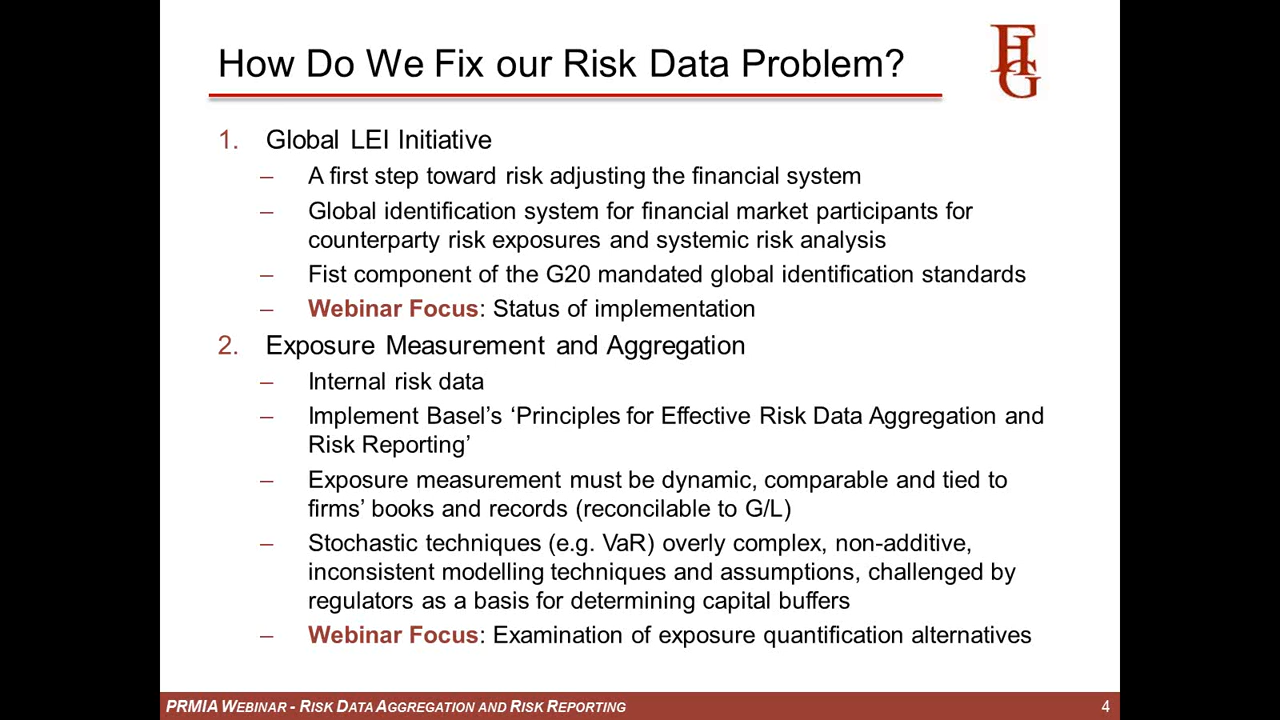 How Do We Fix our Risk Data Problem?
FIG
1. Global LEI Initiative
– A first step toward risk adjusting the financial system
– Global identification system for financial market participants for
counterparty risk exposures and systemic risk analysis
– Fist component of the G20 mandated global identification standards
– Webinar Focus: Status of implementation
2. Exposure Measurement and Aggregation
– Internal risk data
– Implement Basel’s ‘Principles for Effective Risk Data Aggregation and
Risk Reporting’
– Exposure measurement must be dynamic, comparable and tied to
firms’ books and records (reconcilable to G/L)
– Stochastic techniques (e.g. VaR) overly complex, non-additive,
inconsistent modelling techniques and assumptions, challenged by
regulators as a basis for determining capital buffers
– Webinar Focus: Examination of exposure quantification alternatives
PRMIA WEBINAR - RISK DATA AGGREGATION AND RISK REPORTING 4